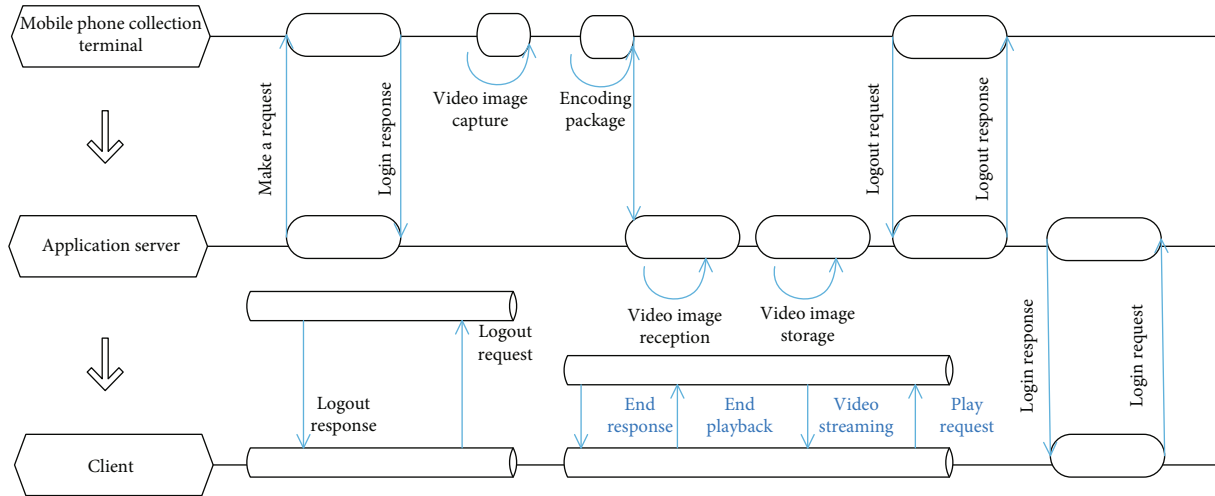 Mobile phone collection
terminal
Make a request
Login response
Video image
capture
Encoding
package
Logout request
Logout response
Application server
Video image
reception
Video image
storage
Logout
request
Logout
response
End
response
End
playback
Video
streaming
Play
request
Login response
Login request
Client